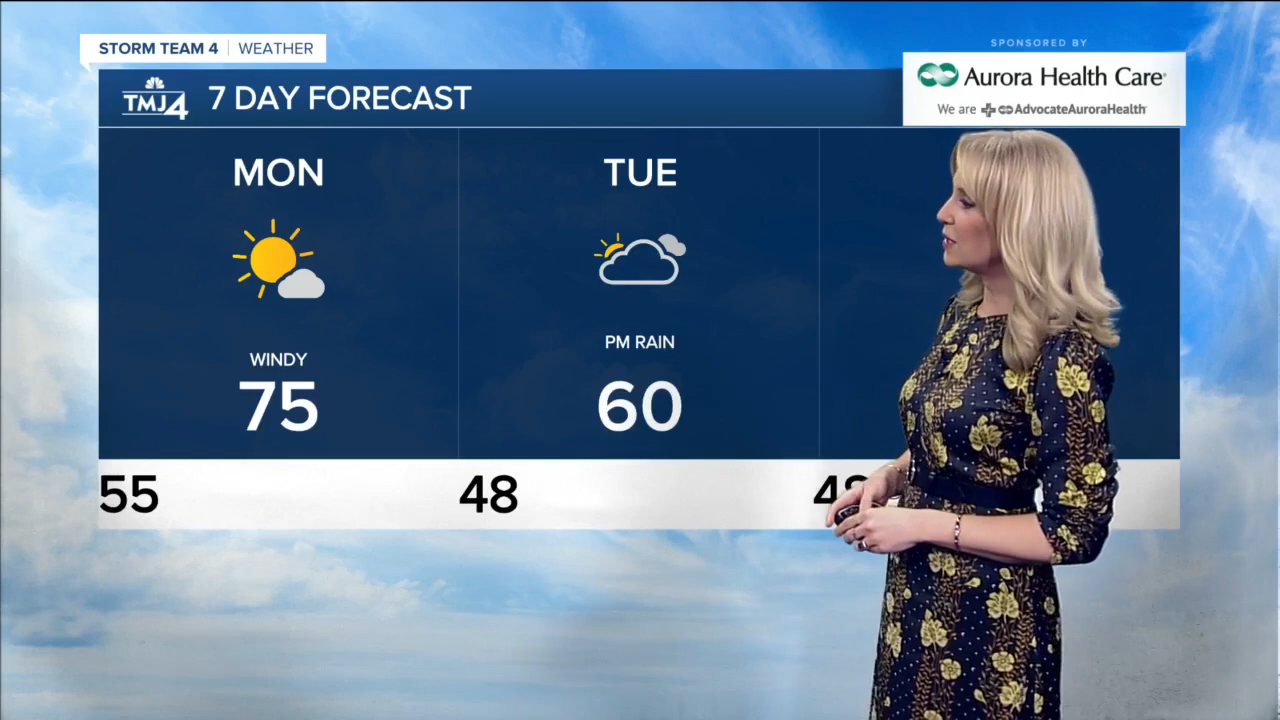 STORM TEAM 4 | WEATHER
SPONSORED BY
Aurora Health Care®
We are AdvocateAuroraHealth
TMJ4 7 DAY FORECAST
MON
TUE
WINDY
PM RAIN
75
60
55
48